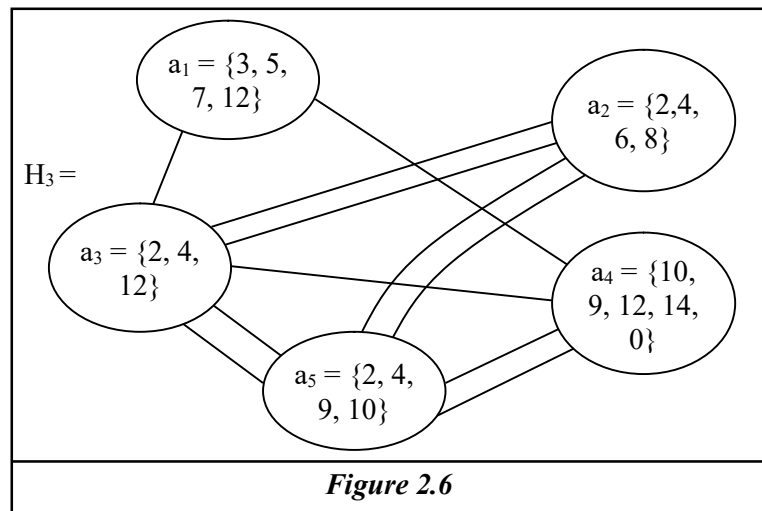 a₁ = {3, 5,
7, 12}
a₂ = {2,4,
6, 8}
H₃ =
a₃ = {2, 4,
12}
a₄ = {10,
9, 12, 14,
0}
a₅ = {2, 4,
9, 10}
Figure 2.6